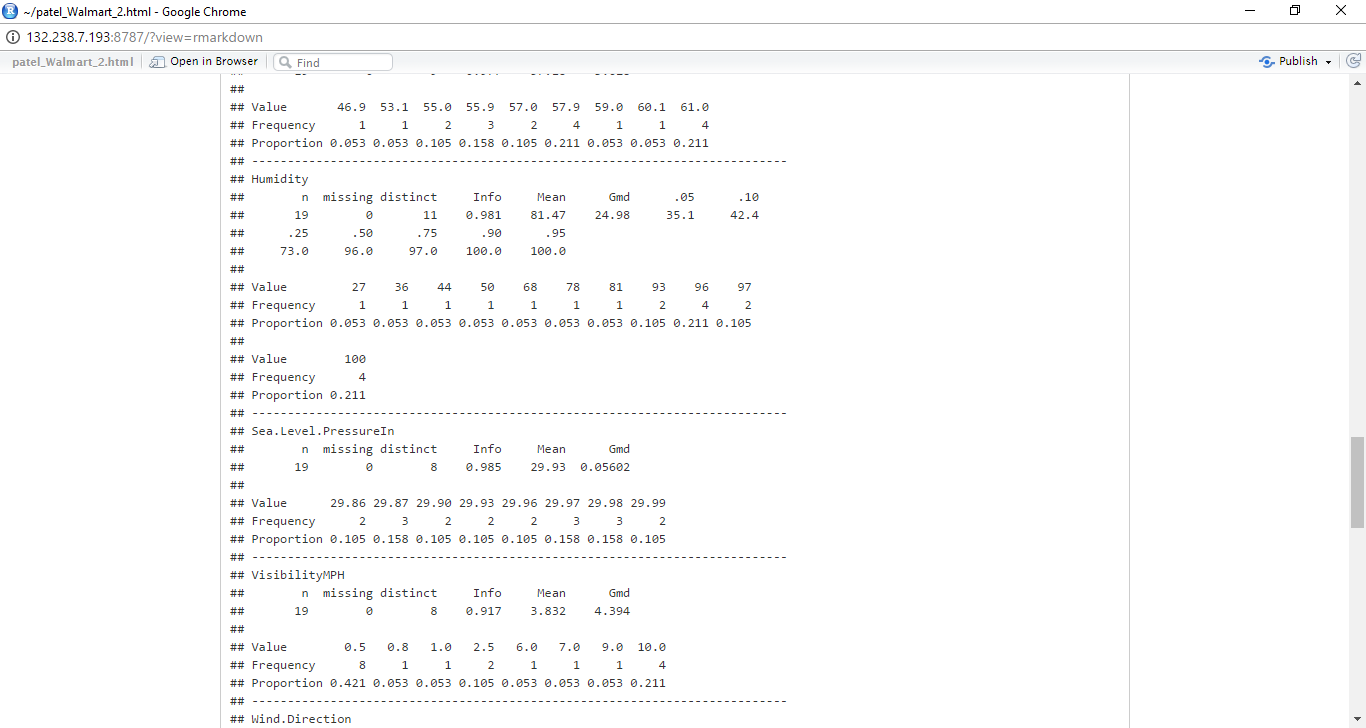 ~/patel_Walmart_2.html - Google Chrome
132.238.7.193:8787/?view=rmarkdown
patel_Walmart_2.html Open in Browser Find Publish
##
## Value       46.9  53.1  55.0  55.9  57.0  57.9  59.0  60.1  61.0
## Frequency      1     1     2     3     2     4     1     1     4
## Proportion 0.053 0.053 0.105 0.158 0.105 0.211 0.053 0.053 0.211
## ---------------------------------------------------------------------------
## Humidity
##        n  missing distinct     Info     Mean      Gmd      .05      .10
##       19        0       11    0.981    81.47    24.98     35.1     42.4
##      .25      .50      .75      .90      .95
##     73.0     96.0     97.0    100.0    100.0
##
## Value         27    36    44    50    68    78    81    93    96    97
## Frequency      1     1     1     1     1     1     1     2     4     2
## Proportion 0.053 0.053 0.053 0.053 0.053 0.053 0.053 0.105 0.211 0.105
##
## Value        100
## Frequency      4
## Proportion 0.211
## ---------------------------------------------------------------------------
## Sea.Level.PressureIn
##        n  missing distinct     Info     Mean      Gmd
##       19        0        8    0.985    29.93  0.05602
##
## Value      29.86 29.87 29.90 29.93 29.96 29.97 29.98 29.99
## Frequency      2     3     2     2     2     3     3     2
## Proportion 0.105 0.158 0.105 0.105 0.105 0.158 0.158 0.105
## ---------------------------------------------------------------------------
## VisibilityMPH
##        n  missing distinct     Info     Mean      Gmd
##       19        0        8    0.917    3.832    4.394
##
## Value        0.5   0.8   1.0   2.5   6.0   7.0   9.0  10.0
## Frequency      8     1     1     2     1     1     1     4
## Proportion 0.421 0.053 0.053 0.105 0.053 0.053 0.053 0.211
## ---------------------------------------------------------------------------
## Wind.Direction